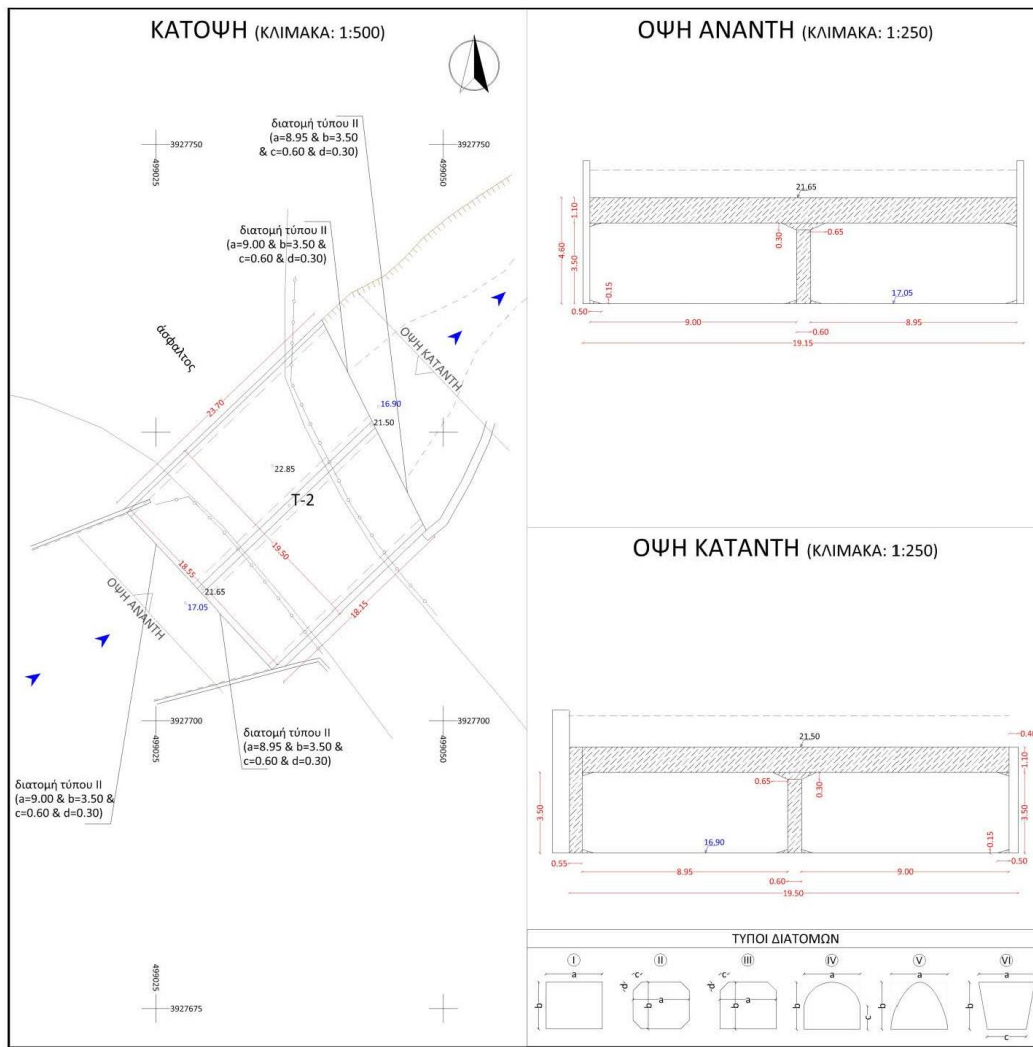 ΚΑΤΟΨΗ (ΚΛΙΜΑΚΑ: 1:500)
διατομή τύπου ΙΙ
(a=8.95 & b=3.50
& c=0.60 & d=0.30)
3927750
3927750
499025
499050
διατομή τύπου ΙΙ
(a=9.00 & b=3.50 &
c=0.60 & d=0.30)
άσφαλτος
ΟΨΗ ΚΑΤΑΝΤΗ
23.70
16.90
21.50
22.85
T-2
19.50
18.55
21.65
17.05
18.15
ΟΨΗ ΑΝΑΝΤΗ
3927700
3927700
499025
499050
διατομή τύπου ΙΙ
(a=8.95 & b=3.50 &
c=0.60 & d=0.30)
διατομή τύπου ΙΙ
(a=9.00 & b=3.50 &
c=0.60 & d=0.30)
499025
3927675
ΟΨΗ ΑΝΑΝΤΗ (ΚΛΙΜΑΚΑ: 1:250)
21.65
1.10
4.60
3.50
0.30
0.65
0.15
0.50
17.05
9.00
8.95
0.60
19.15
ΟΨΗ ΚΑΤΑΝΤΗ (ΚΛΙΜΑΚΑ: 1:250)
21.50
1.10
0.65
0.30
3.50
3.50
16.90
0.15
0.55
0.50
8.95
9.00
0.60
19.50
ΤΥΠΟΙ ΔΙΑΤΟΜΩΝ
I
II
III
IV
V
VI
a
b
c
d
b
a
c
d
b
a
a
b
c
a
b
a
b
c